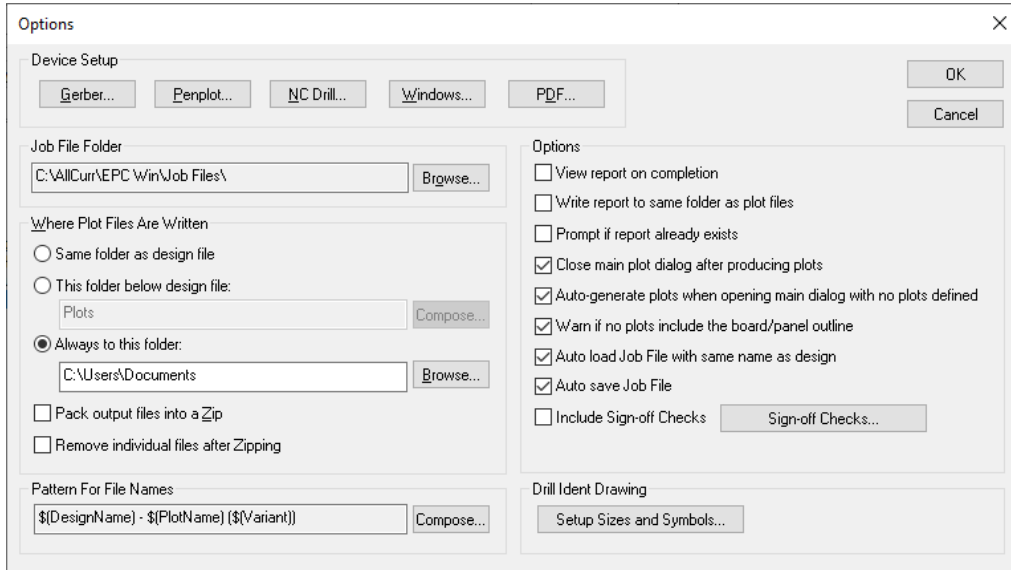 Options
Device Setup
Gerber... Penplot... NC Drill... Windows... PDF...
OK
Cancel
Job File Folder
C:\AllCurr\EPC Win\Job Files\ Browse...
Where Plot Files Are Written
Same folder as design file
This folder below design file:
Plots Compose...
Always to this folder:
C:\Users\Documents Browse...
Pack output files into a Zip
Remove individual files after Zipping
Pattern For File Names
$(DesignName) - $(PlotName) ($(Variant)) Compose...
Options
View report on completion
Write report to same folder as plot files
Prompt if report already exists
Close main plot dialog after producing plots
Auto-generate plots when opening main dialog with no plots defined
Warn if no plots include the board/panel outline
Auto load Job File with same name as design
Auto save Job File
Include Sign-off Checks Sign-off Checks...
Drill Ident Drawing
Setup Sizes and Symbols...